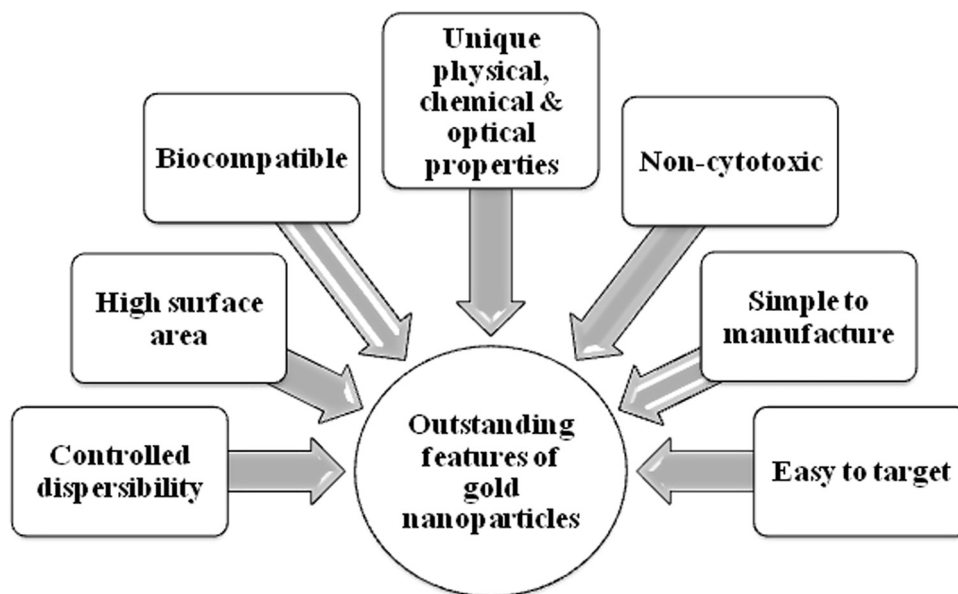 Unique
physical,
chemical &
optical
properties
Biocompatible
Non-cytotoxic
High surface
area
Simple to
manufacture
Controlled
dispersibility
Outstanding
features of
gold
nanoparticles
Easy to target